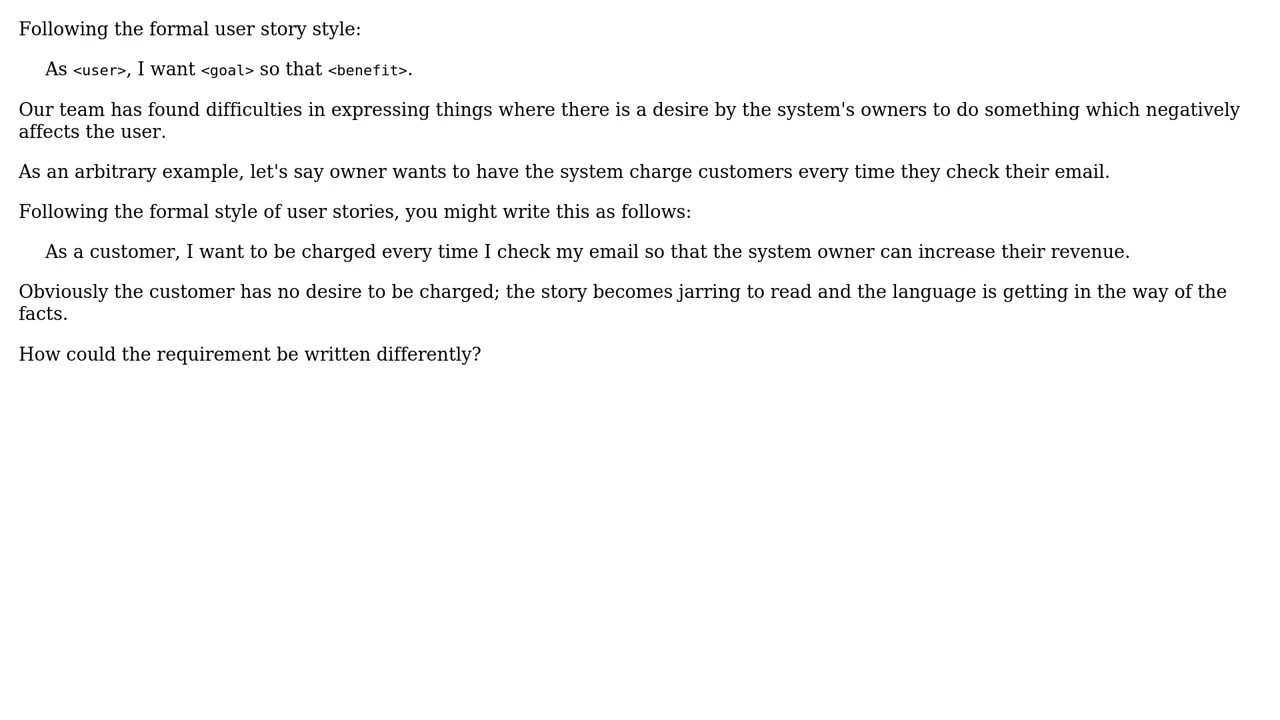 Following the formal user story style:
As <user>, I want <goal> so that <benefit>.
Our team has found difficulties in expressing things where there is a desire by the system's owners to do something which negatively
affects the user.
As an arbitrary example, let's say owner wants to have the system charge customers every time they check their email.
Following the formal style of user stories, you might write this as follows:
As a customer, I want to be charged every time I check my email so that the system owner can increase their revenue.
Obviously the customer has no desire to be charged; the story becomes jarring to read and the language is getting in the way of the
facts.
How could the requirement be written differently?